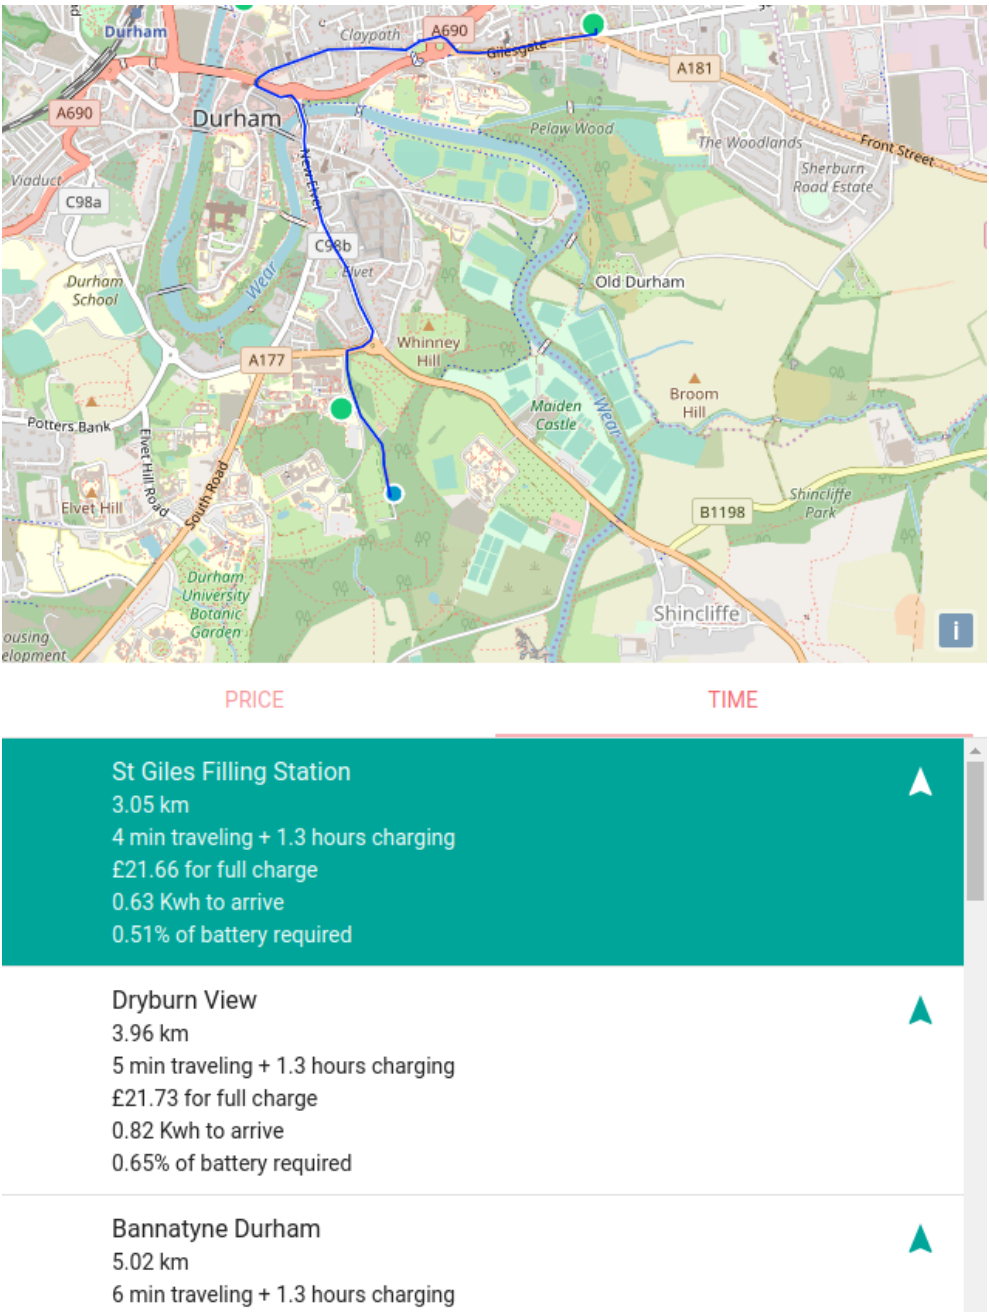 Durham
Claypath
A690
Gilesgate
A181
A690
Durham
Pelaw Wood
The Woodlands
Front Street
Viaduct
New Elvet
Sherburn
Road Estate
C98a
C98b
Elvet
Wear
Durham
School
Old Durham
Whinney
Hill
A177
Broom
Hill
Maiden
Castle
Wear
Potters Bank
Elvet Hill Road
South Road
Elvet Hill
Shincliffe
Park
B1198
Durham
University
Botanic
Garden
Shincliffe
ousing
elopment
i
PRICE
TIME
St Giles Filling Station
3.05 km
4 min traveling + 1.3 hours charging
£21.66 for full charge
0.63 Kwh to arrive
0.51% of battery required
Dryburn View
3.96 km
5 min traveling + 1.3 hours charging
£21.73 for full charge
0.82 Kwh to arrive
0.65% of battery required
Bannatyne Durham
5.02 km
6 min traveling + 1.3 hours charging